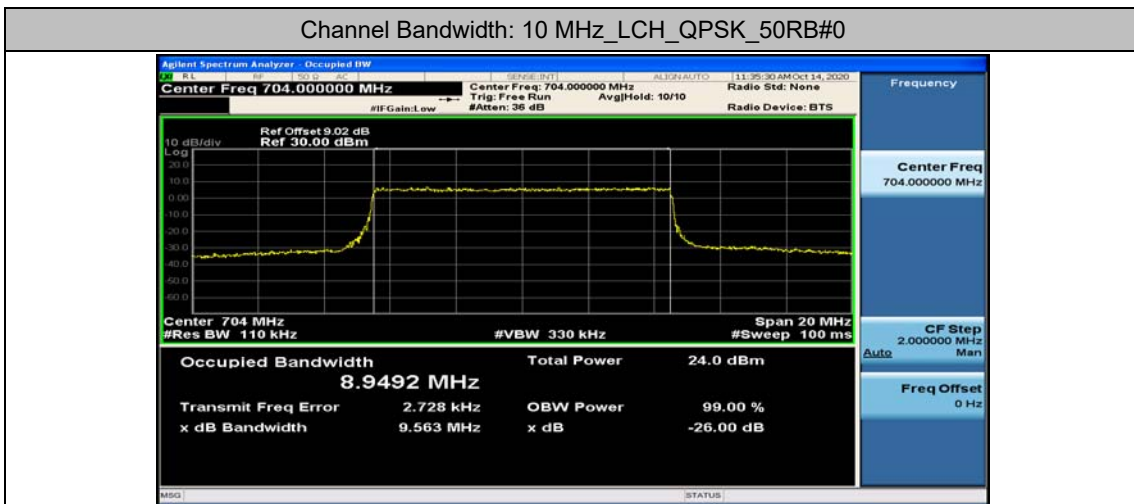 Channel Bandwidth: 10 MHz_LCH_QPSK_50RB#0
Agilent Spectrum Analyzer - Occupied BW
RL RF 50 Ω AC SENSE:INT ALIGN AUTO 11:35:30 AM Oct 14, 2020
Center Freq 704.000000 MHz
Center Freq: 704.000000 MHz
Radio Std: None
Trig: Free Run Avg|Hold: 10/10
#IFGain:Low #Atten: 36 dB Radio Device: BTS
Ref Offset 9.02 dB
10 dB/div Ref 30.00 dBm
Log
20.0
10.0
0.00
-10.0
-20.0
-30.0
-40.0
-50.0
-60.0
Center 704 MHz Span 20 MHz
#Res BW 110 kHz #VBW 330 kHz #Sweep 100 ms
Occupied Bandwidth Total Power 24.0 dBm
8.9492 MHz
Transmit Freq Error 2.728 kHz OBW Power 99.00 %
x dB Bandwidth 9.563 MHz x dB -26.00 dB
MSG STATUS
Frequency
Center Freq
704.000000 MHz
CF Step
2.000000 MHz
Auto Man
Freq Offset
0 Hz